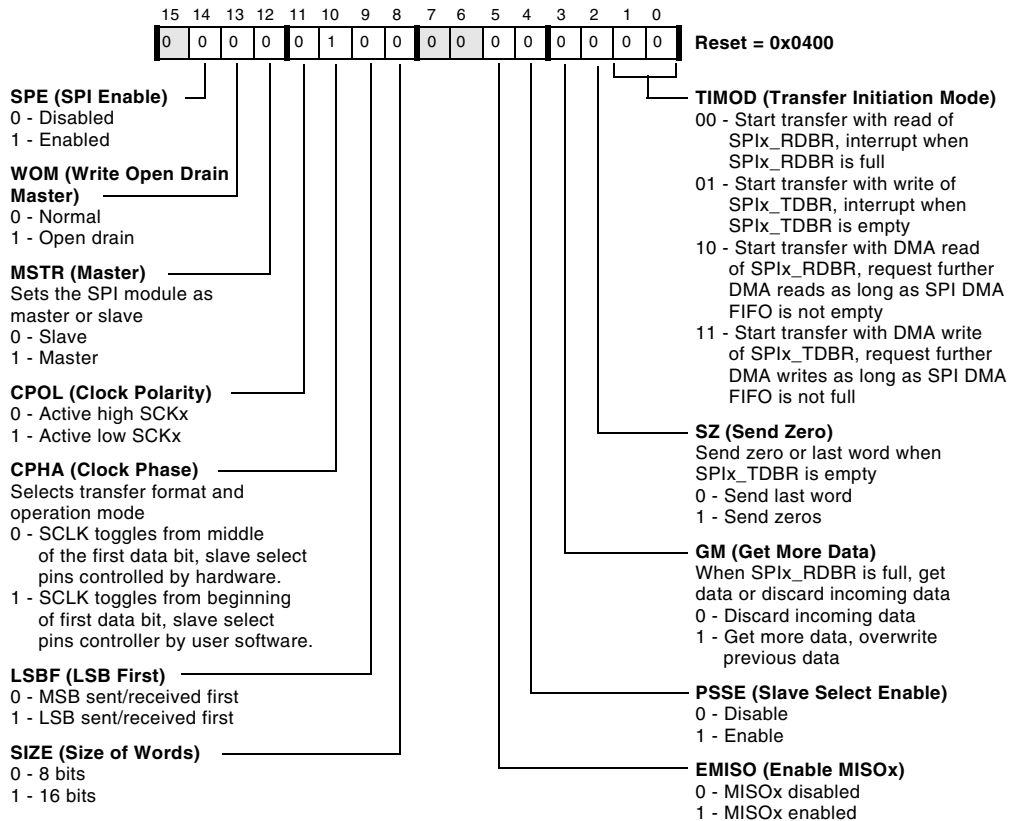 15 14 13 12 11 10 9 8 7 6 5 4 3 2 1 0
0 0 0 0 0 1 0 0 0 0 0 0 0 0 0 0 Reset = 0x0400
SPE (SPI Enable)
0 - Disabled
1 - Enabled
WOM (Write Open Drain
Master)
0 - Normal
1 - Open drain
MSTR (Master)
Sets the SPI module as
master or slave
0 - Slave
1 - Master
CPOL (Clock Polarity)
0 - Active high SCKx
1 - Active low SCKx
CPHA (Clock Phase)
Selects transfer format and
operation mode
0 - SCLK toggles from middle
of the first data bit, slave select
pins controlled by hardware.
1 - SCLK toggles from beginning
of first data bit, slave select
pins controller by user software.
LSBF (LSB First)
0 - MSB sent/received first
1 - LSB sent/received first
SIZE (Size of Words)
0 - 8 bits
1 - 16 bits
TIMOD (Transfer Initiation Mode)
00 - Start transfer with read of
SPIx_RDBR, interrupt when
SPIx_RDBR is full
01 - Start transfer with write of
SPIx_TDBR, interrupt when
SPIx_TDBR is empty
10 - Start transfer with DMA read
of SPIx_RDBR, request further
DMA reads as long as SPI DMA
FIFO is not empty
11 - Start transfer with DMA write
of SPIx_TDBR, request further
DMA writes as long as SPI DMA
FIFO is not full
SZ (Send Zero)
Send zero or last word when
SPIx_TDBR is empty
0 - Send last word
1 - Send zeros
GM (Get More Data)
When SPIx_RDBR is full, get
data or discard incoming data
0 - Discard incoming data
1 - Get more data, overwrite
previous data
PSSE (Slave Select Enable)
0 - Disable
1 - Enable
EMISO (Enable MISOx)
0 - MISOx disabled
1 - MISOx enabled